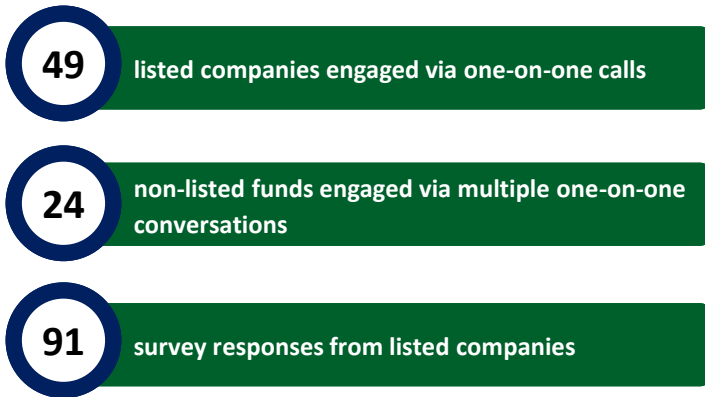 49
listed companies engaged via one-on-one calls
24
non-listed funds engaged via multiple one-on-one
conversations
91
survey responses from listed companies